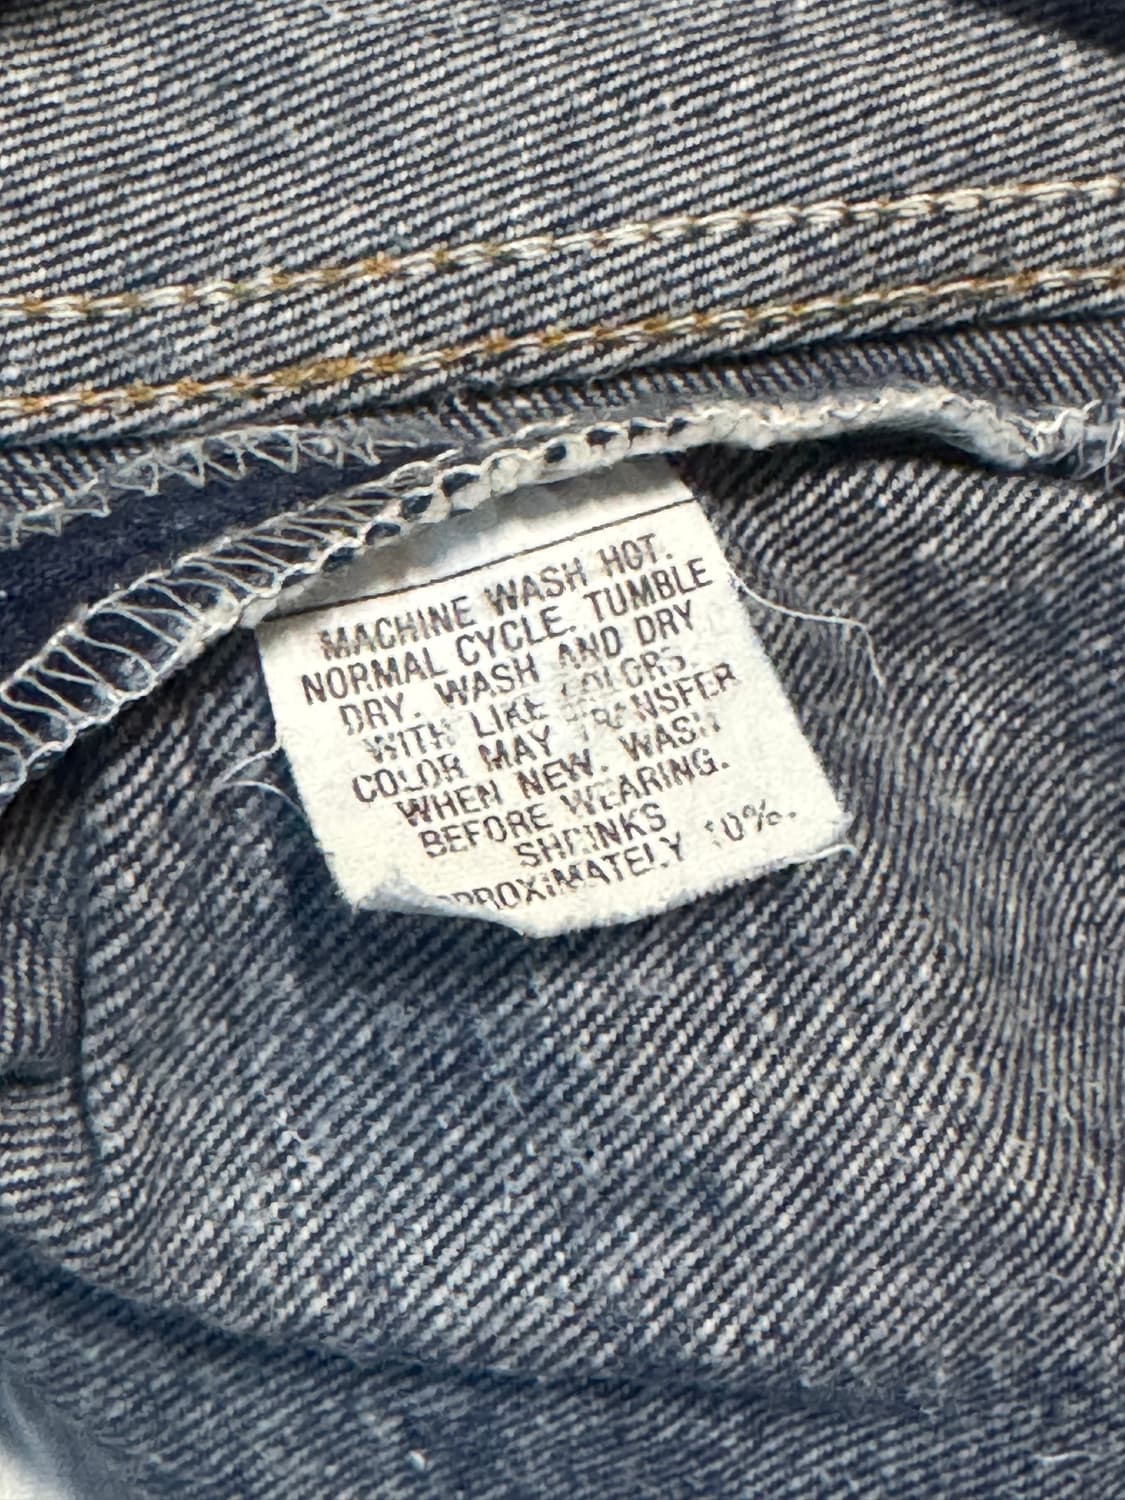 MACHINE WASH HOT.
NORMAL CYCLE. TUMBLE
DRY. WASH AND DRY
WITH LIKE COLORS.
COLOR MAY TRANSFER
WHEN NEW. WASH
BEFORE WEARING.
SHRINKS
PPROXIMATELY 10%.